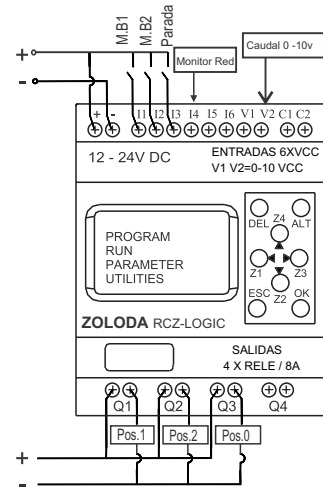 M.B1
M.B2
Parada
+
-
Monitor Red
Caudal 0 -10v
+ - I1 I2 I3 I4 I5 I6 V1 V2 C1 C2
12 - 24V DC
ENTRADAS 6XVCC
V1 V2=0-10 VCC
PROGRAM
RUN
PARAMETER
UTILITIES
DEL Z4 ALT
Z1 Z3
ESC Z2 OK
ZOLODA RCZ-LOGIC
SALIDAS
4 X RELE / 8A
Q1 Q2 Q3 Q4
Pos.1 Pos.2 Pos.0
+
-